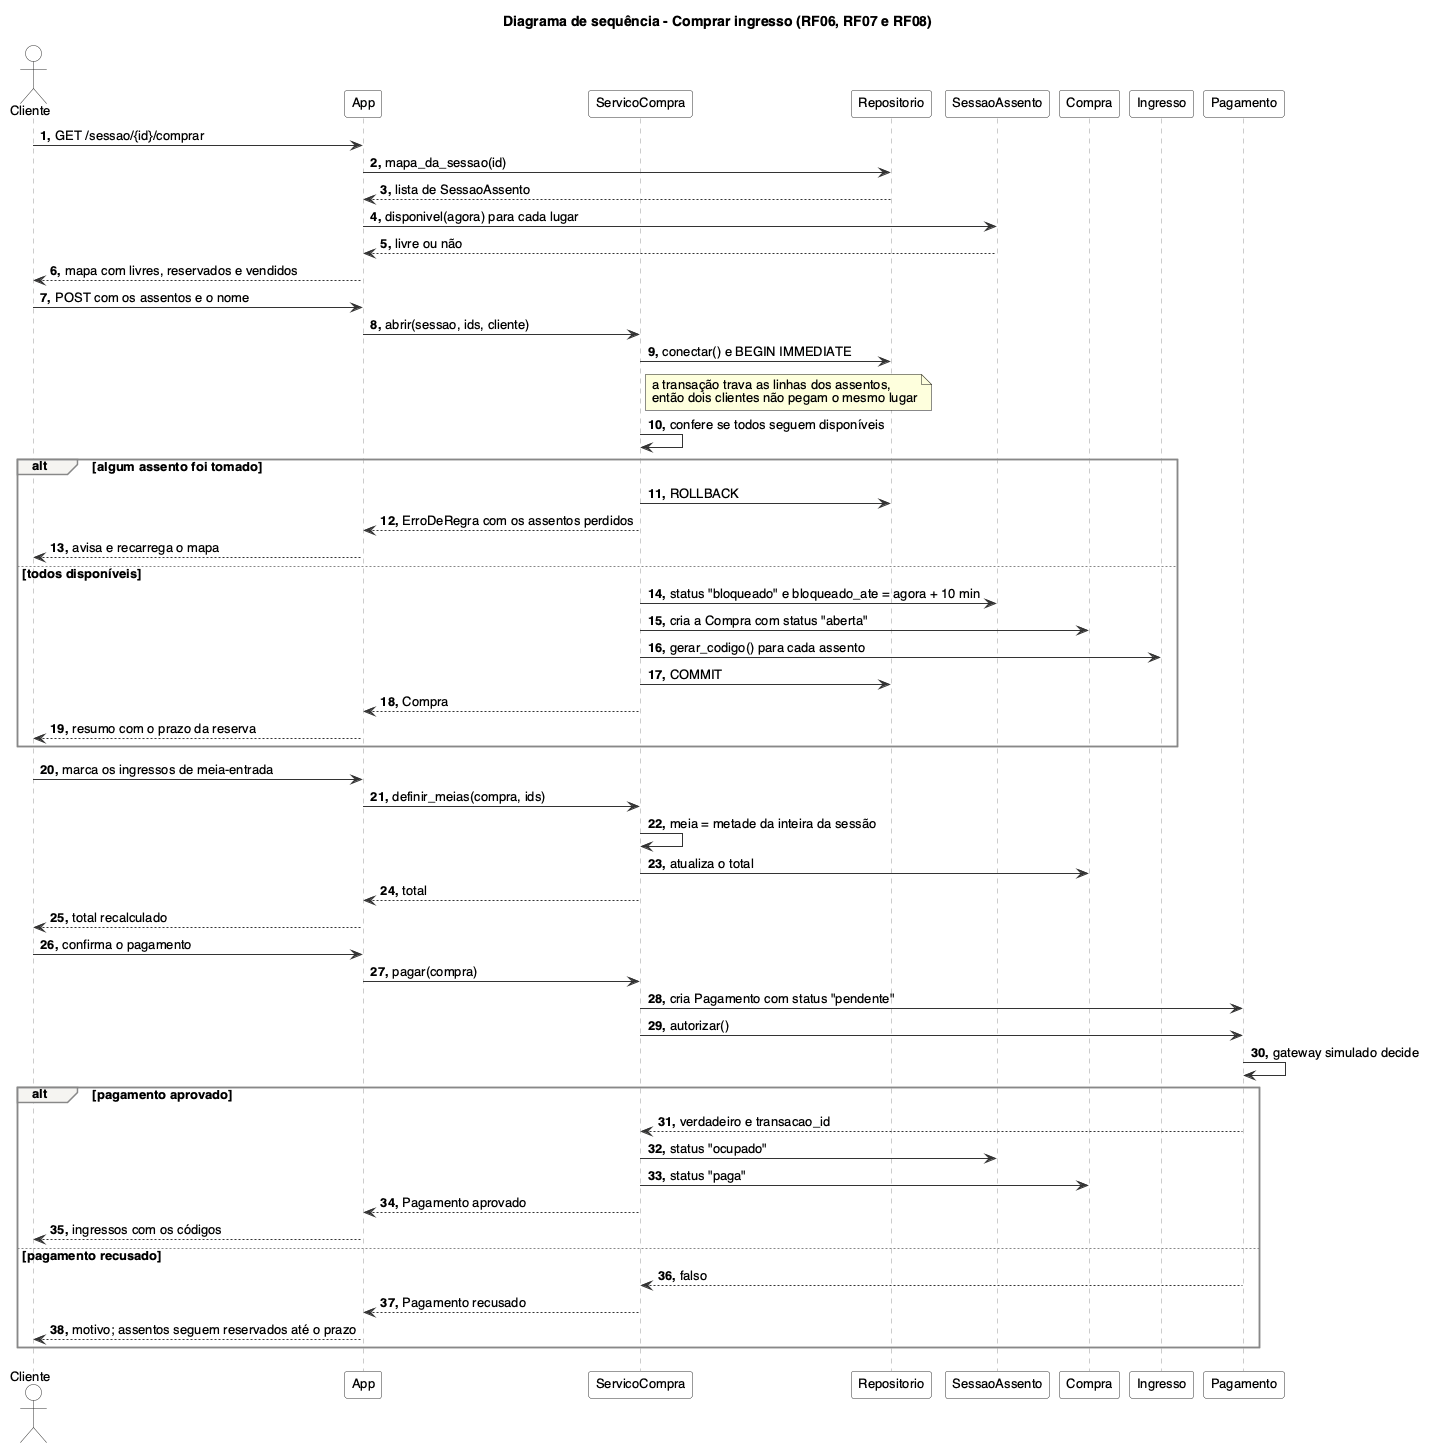 Diagrama de sequência - Comprar ingresso (RF06, RF07 e RF08)
Cliente
App
ServicoCompra
Repositorio
SessaoAssento
Compra
Ingresso
Pagamento
1, GET /sessao/{id}/comprar
2, mapa_da_sessao(id)
3, lista de SessaoAssento
4, disponivel(agora) para cada lugar
5, livre ou não
6, mapa com livres, reservados e vendidos
7, POST com os assentos e o nome
8, abrir(sessao, ids, cliente)
9, conectar() e BEGIN IMMEDIATE
a transação trava as linhas dos assentos,
então dois clientes não pegam o mesmo lugar
10, confere se todos seguem disponíveis
alt
[algum assento foi tomado]
11, ROLLBACK
12, ErroDeRegra com os assentos perdidos
13, avisa e recarrega o mapa
[todos disponíveis]
14, status "bloqueado" e bloqueado_ate = agora + 10 min
15, cria a Compra com status "aberta"
16, gerar_codigo() para cada assento
17, COMMIT
18, Compra
19, resumo com o prazo da reserva
20, marca os ingressos de meia-entrada
21, definir_meias(compra, ids)
22, meia = metade da inteira da sessão
23, atualiza o total
24, total
25, total recalculado
26, confirma o pagamento
27, pagar(compra)
28, cria Pagamento com status "pendente"
29, autorizar()
30, gateway simulado decide
alt
[pagamento aprovado]
31, verdadeiro e transacao_id
32, status "ocupado"
33, status "paga"
34, Pagamento aprovado
35, ingressos com os códigos
[pagamento recusado]
36, falso
37, Pagamento recusado
38, motivo; assentos seguem reservados até o prazo
Cliente
App
ServicoCompra
Repositorio
SessaoAssento
Compra
Ingresso
Pagamento